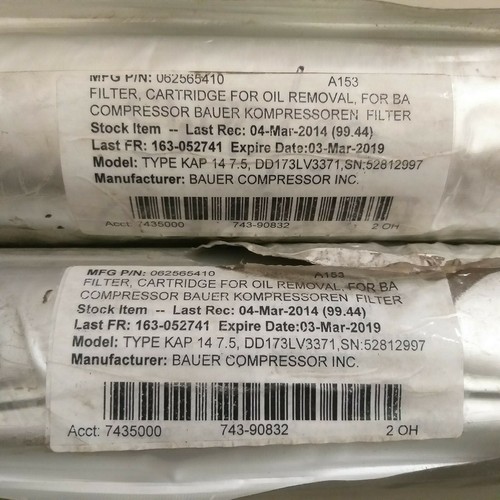 MFG P/N: 062565410 A153
FILTER, CARTRIDGE FOR OIL REMOVAL, FOR BA
COMPRESSOR BAUER KOMPRESSOREN FILTER
Stock Item -- Last Rec: 04-Mar-2014 (99.44)
Last FR: 163-052741 Expire Date:03-Mar-2019
Model: TYPE KAP 14 7.5, DD173LV3371,SN:52812997
Manufacturer: BAUER COMPRESSOR INC.
Acct: 7435000 743-90832 2 OH
MFG P/N: 062565410 A153
FILTER, CARTRIDGE FOR OIL REMOVAL, FOR BA
COMPRESSOR BAUER KOMPRESSOREN FILTER
Stock Item -- Last Rec: 04-Mar-2014 (99.44)
Last FR: 163-052741 Expire Date:03-Mar-2019
Model: TYPE KAP 14 7.5, DD173LV3371,SN:52812997
Manufacturer: BAUER COMPRESSOR INC.
Acct: 7435000 743-90832 2 OH